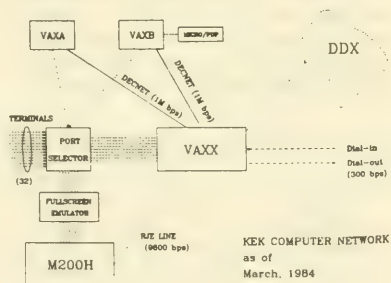 VAXA
VAXB
MICRO/PDP
DDX
DECNET (1M bps)
DECNET (1M bps)
TERMINALS
(32)
PORT
SELECTOR
VAXX
Dial-in
Dial-out
(300 bps)
FULLSCREEN
EMULATOR
RJE LINE
(9600 bps)
M200H
KEK COMPUTER NETWORK
as of
March, 1984